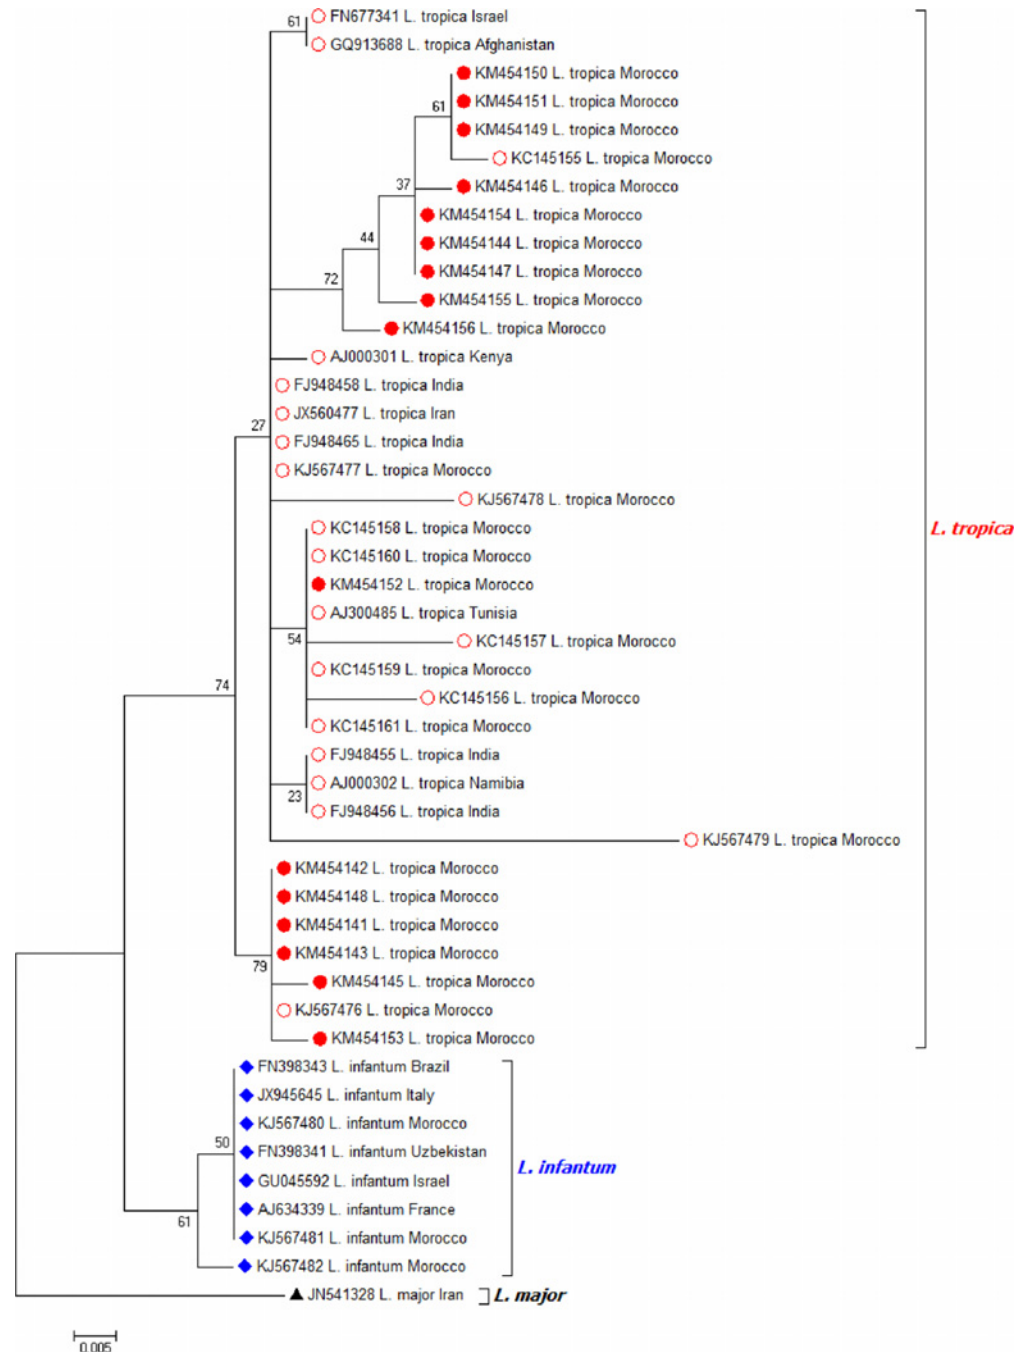 61
FN677341 L. tropica Israel
GQ913688 L. tropica Afghanistan
KM454150 L. tropica Morocco
61
KM454151 L. tropica Morocco
KM454149 L. tropica Morocco
KC145155 L. tropica Morocco
37
KM454146 L. tropica Morocco
KM454154 L. tropica Morocco
44
KM454144 L. tropica Morocco
72
KM454147 L. tropica Morocco
KM454155 L. tropica Morocco
KM454156 L. tropica Morocco
AJ000301 L. tropica Kenya
FJ948458 L. tropica India
27
JX560477 L. tropica Iran
FJ948465 L. tropica India
KJ567477 L. tropica Morocco
KJ567478 L. tropica Morocco
KC145158 L. tropica Morocco
L. tropica
KC145160 L. tropica Morocco
KM454152 L. tropica Morocco
AJ300485 L. tropica Tunisia
54
KC145157 L. tropica Morocco
KC145159 L. tropica Morocco
74
KC145156 L. tropica Morocco
KC145161 L. tropica Morocco
FJ948455 L. tropica India
AJ000302 L. tropica Namibia
23
FJ948456 L. tropica India
KJ567479 L. tropica Morocco
KM454142 L. tropica Morocco
KM454148 L. tropica Morocco
KM454141 L. tropica Morocco
KM454143 L. tropica Morocco
79
KM454145 L. tropica Morocco
KJ567476 L. tropica Morocco
KM454153 L. tropica Morocco
FN398343 L. infantum Brazil
JX945645 L. infantum Italy
KJ567480 L. infantum Morocco
50
FN398341 L. infantum Uzbekistan
L. infantum
GU045592 L. infantum Israel
AJ634339 L. infantum France
61
KJ567481 L. infantum Morocco
KJ567482 L. infantum Morocco
JN541328 L. major Iran
L. major
0.005